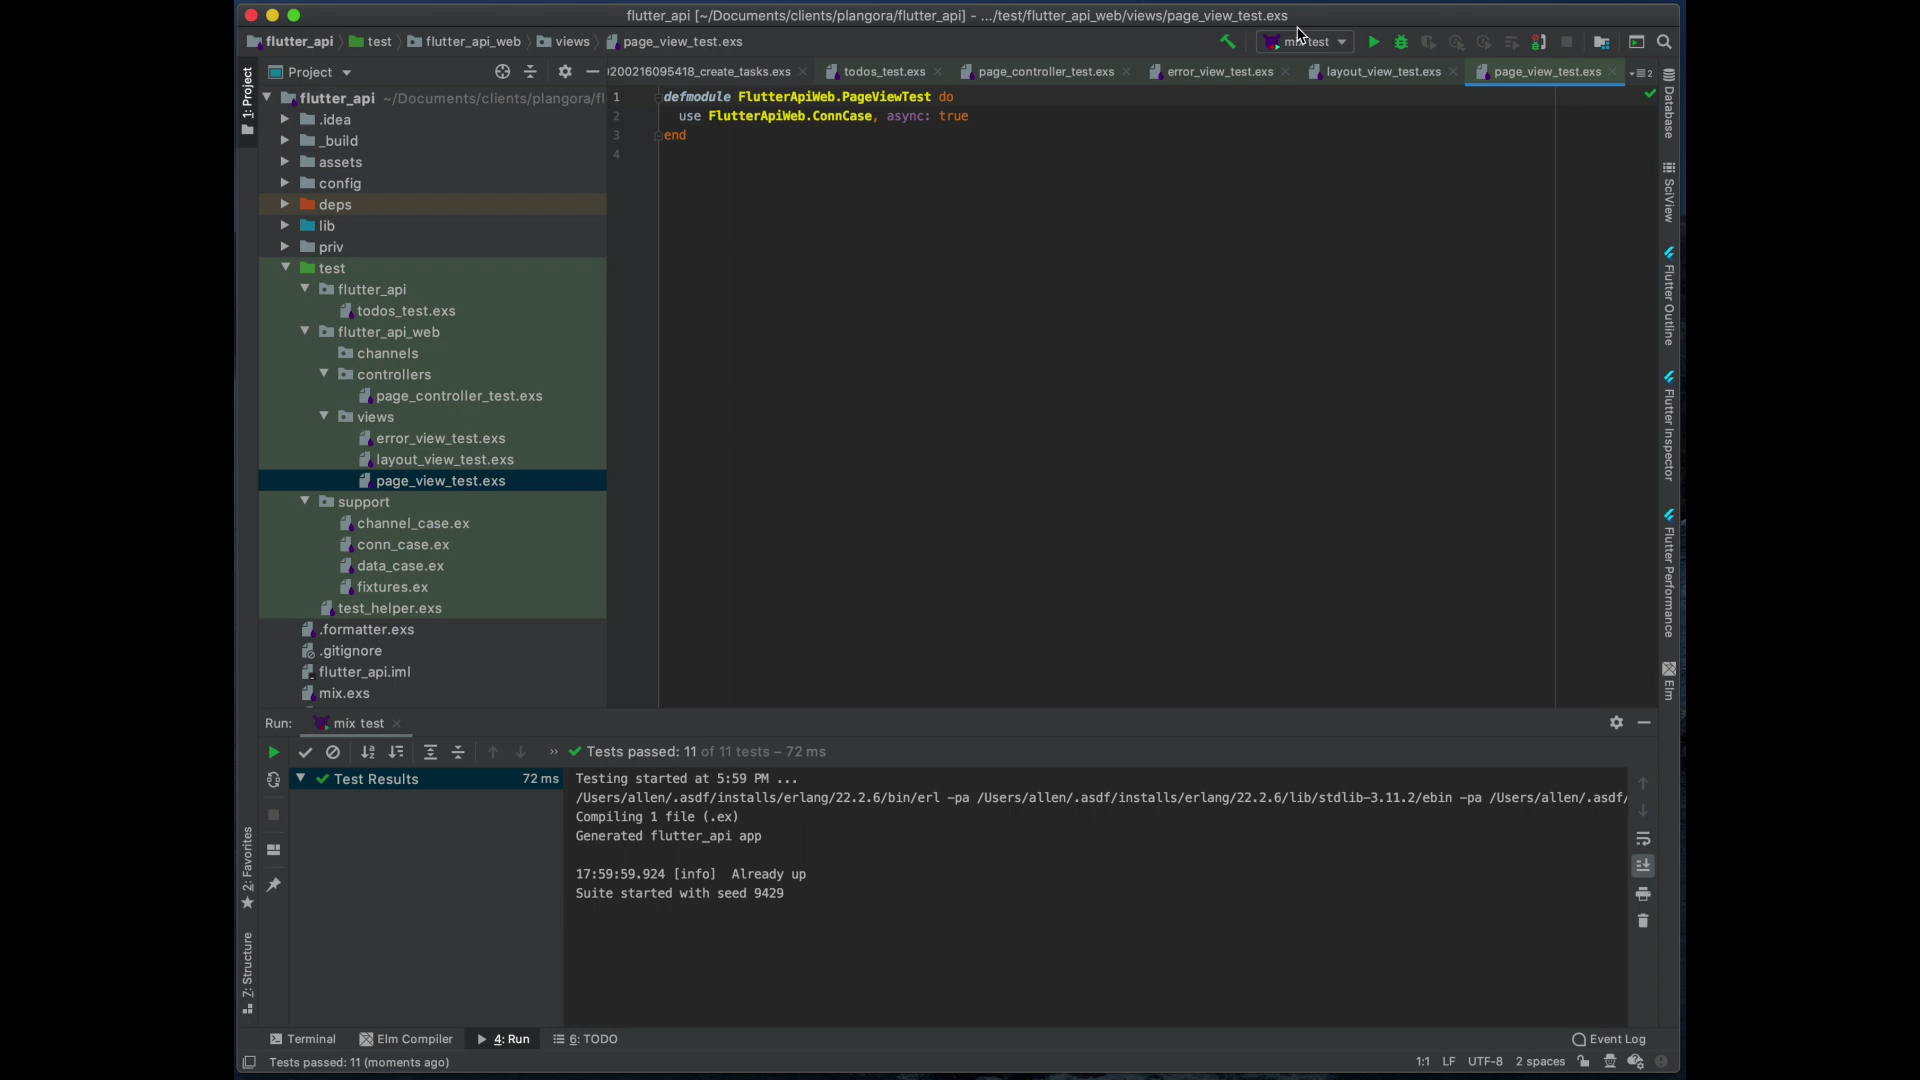 flutter_api [~/Documents/clients/plangora/flutter_api] - .../test/flutter_api_web/views/page_view_test.exs
flutter_api test flutter_api_web views page_view_test.exs
test
Project
200216095418_create_tasks.exs todos_test.exs page_controller_test.exs error_view_test.exs layout_view_test.exs page_view_test.exs 2
1: Project
flutter_api ~/Documents/clients/plangora/fl
.idea
_build
assets
config
deps
lib
priv
test
flutter_api
todos_test.exs
flutter_api_web
channels
controllers
page_controller_test.exs
views
error_view_test.exs
layout_view_test.exs
page_view_test.exs
support
channel_case.ex
conn_case.ex
data_case.ex
fixtures.ex
test_helper.exs
.formatter.exs
.gitignore
flutter_api.iml
mix.exs
1 defmodule FlutterApiWeb.PageViewTest do
2 use FlutterApiWeb.ConnCase, async: true
3 end
4
Database
SciView
Flutter Outline
Flutter Inspector
Flutter Performance
Elm
Run: mix test
Tests passed: 11 of 11 tests – 72 ms
Test Results 72 ms
Testing started at 5:59 PM ...
/Users/allen/.asdf/installs/erlang/22.2.6/bin/erl -pa /Users/allen/.asdf/installs/erlang/22.2.6/lib/stdlib-3.11.2/ebin -pa /Users/allen/.asdf/
Compiling 1 file (.ex)
Generated flutter_api app
17:59:59.924 [info] Already up
Suite started with seed 9429
2: Favorites
7: Structure
Terminal Elm Compiler 4: Run 6: TODO Event Log
Tests passed: 11 (moments ago) 1:1 LF UTF-8 2 spaces